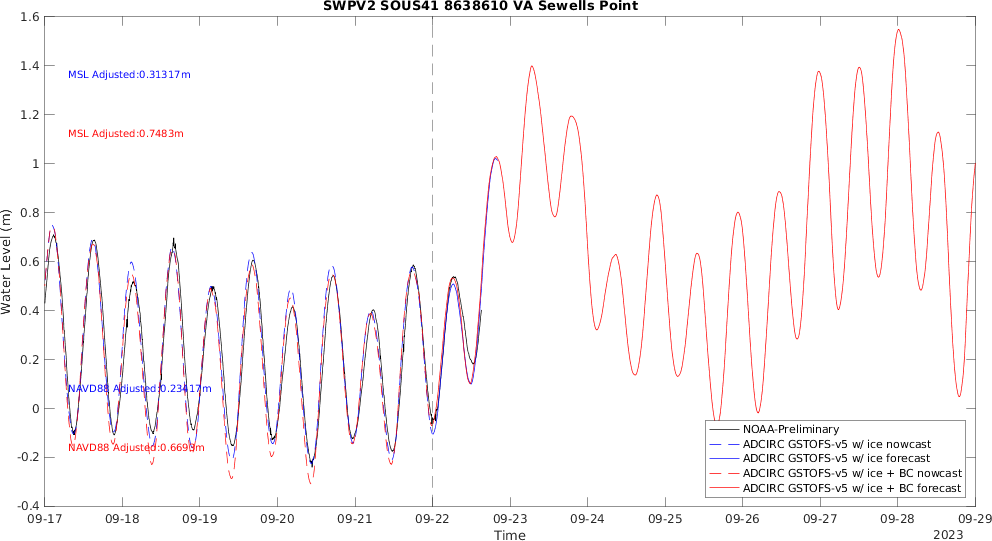 SWPV2 SOUS41 8638610 VA Sewells Point
1.6
1.4
1.2
1
0.8
0.6
0.4
0.2
0
-0.2
-0.4
Water Level (m)
MSL Adjusted:0.31317m
MSL Adjusted:0.7483m
NAVD88 Adjusted:0.23417m
NAVD88 Adjusted:0.6693m
NOAA-Preliminary
ADCIRC GSTOFS-v5 w/ ice nowcast
ADCIRC GSTOFS-v5 w/ ice forecast
ADCIRC GSTOFS-v5 w/ ice + BC nowcast
ADCIRC GSTOFS-v5 w/ ice + BC forecast
09-17 09-18 09-19 09-20 09-21 09-22 09-23 09-24 09-25 09-26 09-27 09-28 09-29
Time
2023